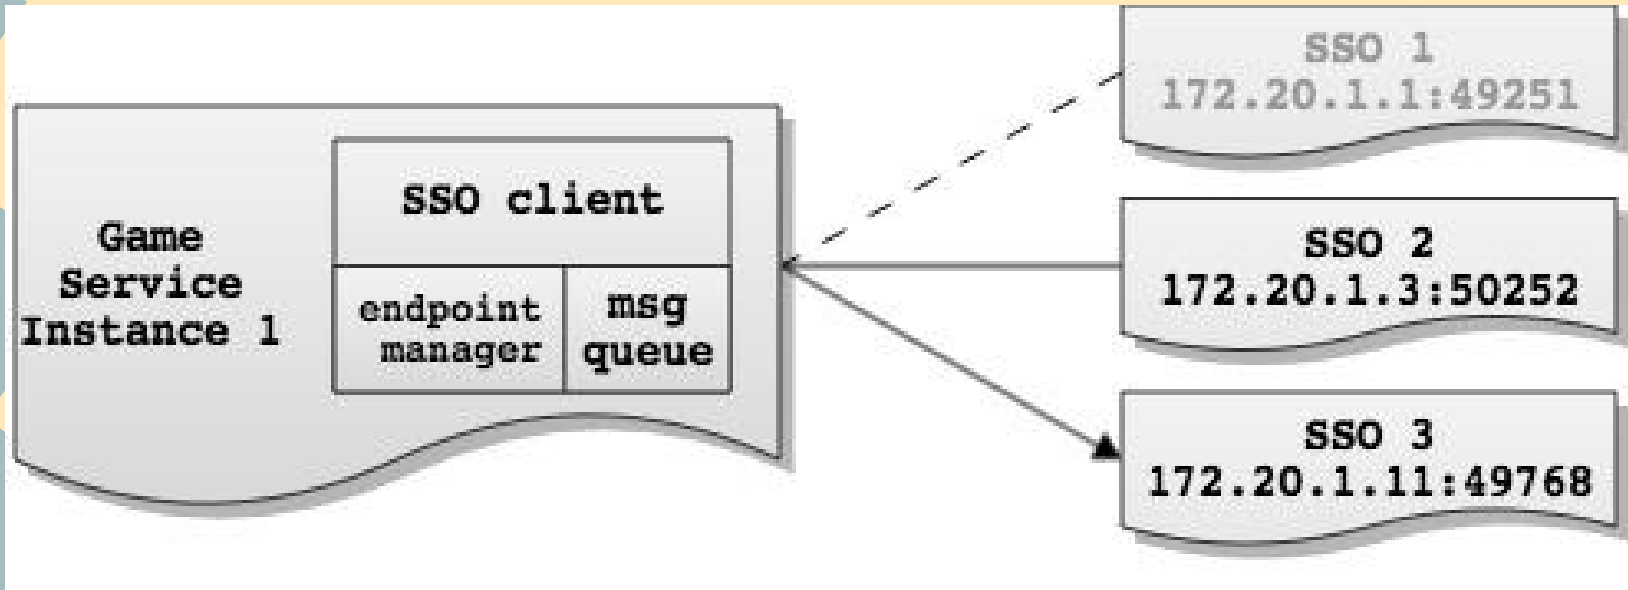 Game
Service
Instance 1
SSO client
endpoint
manager
msg
queue
SSO 1
172.20.1.1:49251
SSO 2
172.20.1.3:50252
SSO 3
172.20.1.11:49768